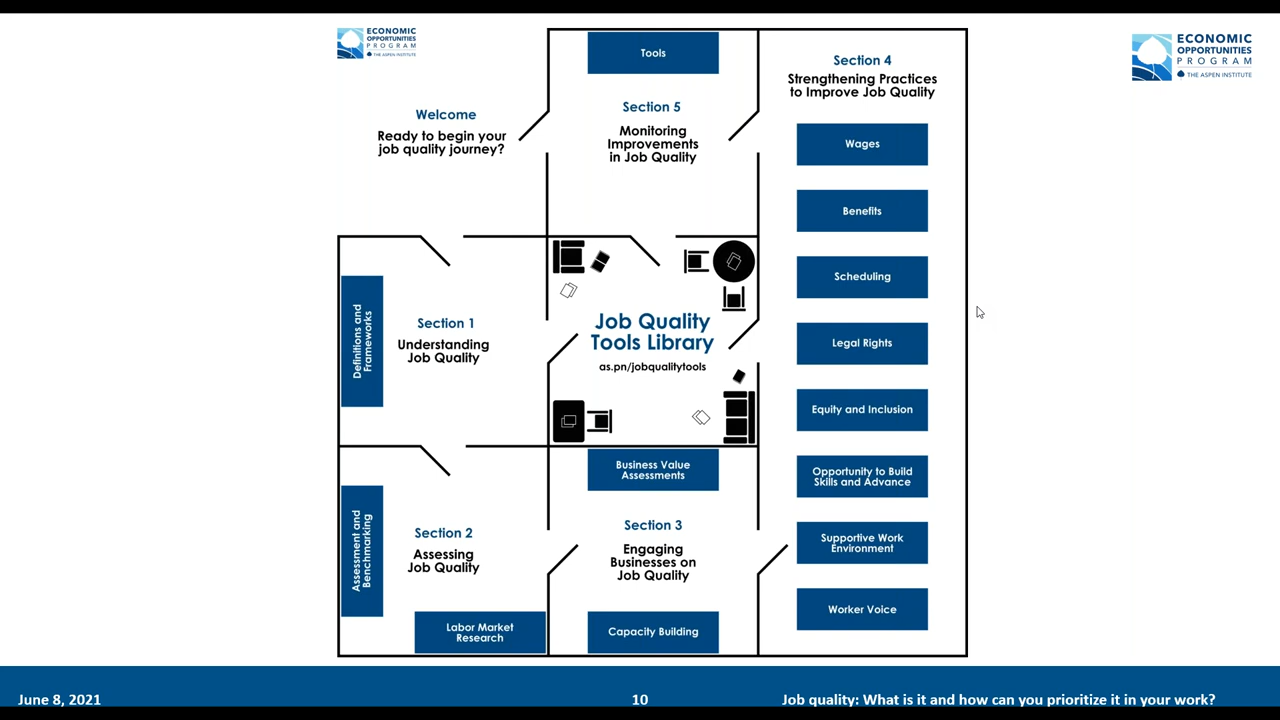 ECONOMIC
OPPORTUNITIES
PROGRAM
THE ASPEN INSTITUTE
ECONOMIC
OPPORTUNITIES
PROGRAM
THE ASPEN INSTITUTE
Welcome
Ready to begin your
job quality journey?
Tools
Section 5
Monitoring
Improvements
in Job Quality
Section 4
Strengthening Practices
to Improve Job Quality
Wages
Benefits
Scheduling
Legal Rights
Equity and Inclusion
Opportunity to Build
Skills and Advance
Supportive Work
Environment
Worker Voice
Definitions and
Frameworks
Section 1
Understanding
Job Quality
Job Quality
Tools Library
as.pn/jobqualitytools
Assessment and
Benchmarking
Section 2
Assessing
Job Quality
Labor Market
Research
Business Value
Assessments
Section 3
Engaging
Businesses on
Job Quality
Capacity Building
June 8, 2021
10
Job quality: What is it and how can you prioritize it in your work?